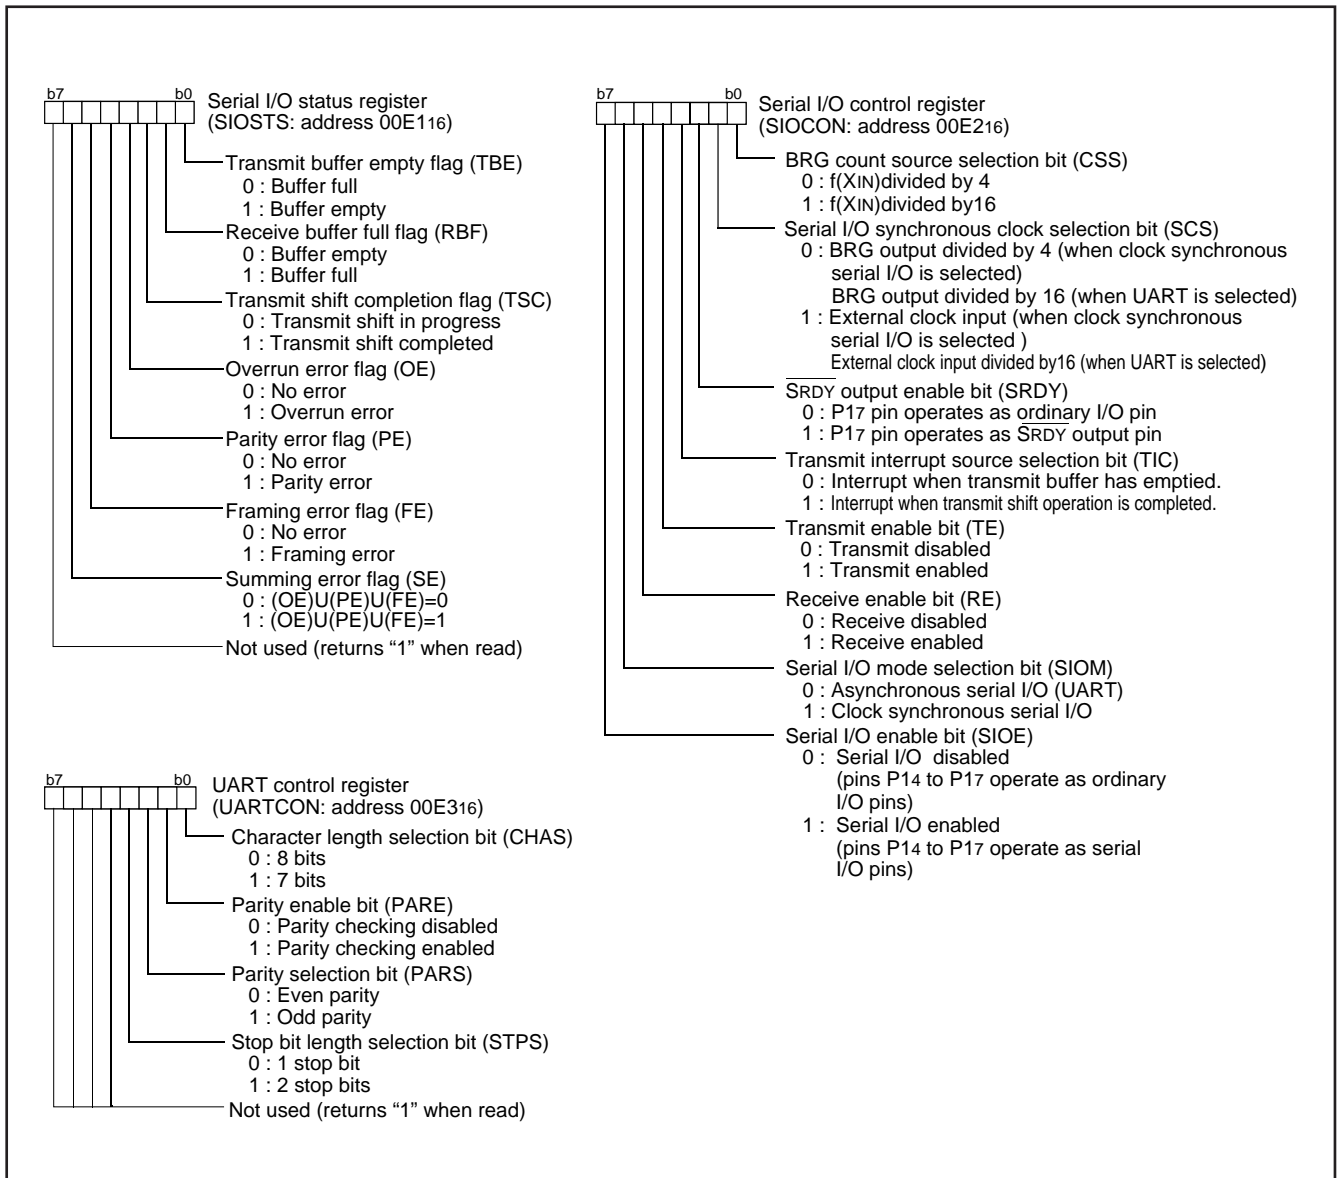 b7 b0
Serial I/O status register
(SIOSTS: address 00E116)
Transmit buffer empty flag (TBE)
0 : Buffer full
1 : Buffer empty
Receive buffer full flag (RBF)
0 : Buffer empty
1 : Buffer full
Transmit shift completion flag (TSC)
0 : Transmit shift in progress
1 : Transmit shift completed
Overrun error flag (OE)
0 : No error
1 : Overrun error
Parity error flag (PE)
0 : No error
1 : Parity error
Framing error flag (FE)
0 : No error
1 : Framing error
Summing error flag (SE)
0 : (OE)U(PE)U(FE)=0
1 : (OE)U(PE)U(FE)=1
Not used (returns “1” when read)
b7 b0
UART control register
(UARTCON: address 00E316)
Character length selection bit (CHAS)
0 : 8 bits
1 : 7 bits
Parity enable bit (PARE)
0 : Parity checking disabled
1 : Parity checking enabled
Parity selection bit (PARS)
0 : Even parity
1 : Odd parity
Stop bit length selection bit (STPS)
0 : 1 stop bit
1 : 2 stop bits
Not used (returns “1” when read)
b7 b0
Serial I/O control register
(SIOCON: address 00E216)
BRG count source selection bit (CSS)
0 : f(XIN)divided by 4
1 : f(XIN)divided by16
Serial I/O synchronous clock selection bit (SCS)
0 : BRG output divided by 4 (when clock synchronous
serial I/O is selected)
BRG output divided by 16 (when UART is selected)
1 : External clock input (when clock synchronous
serial I/O is selected )
External clock input divided by16 (when UART is selected)
SRDY output enable bit (SRDY)
0 : P17 pin operates as ordinary I/O pin
1 : P17 pin operates as SRDY output pin
Transmit interrupt source selection bit (TIC)
0 : Interrupt when transmit buffer has emptied.
1 : Interrupt when transmit shift operation is completed.
Transmit enable bit (TE)
0 : Transmit disabled
1 : Transmit enabled
Receive enable bit (RE)
0 : Receive disabled
1 : Receive enabled
Serial I/O mode selection bit (SIOM)
0 : Asynchronous serial I/O (UART)
1 : Clock synchronous serial I/O
Serial I/O enable bit (SIOE)
0 : Serial I/O disabled
(pins P14 to P17 operate as ordinary
I/O pins)
1 : Serial I/O enabled
(pins P14 to P17 operate as serial
I/O pins)